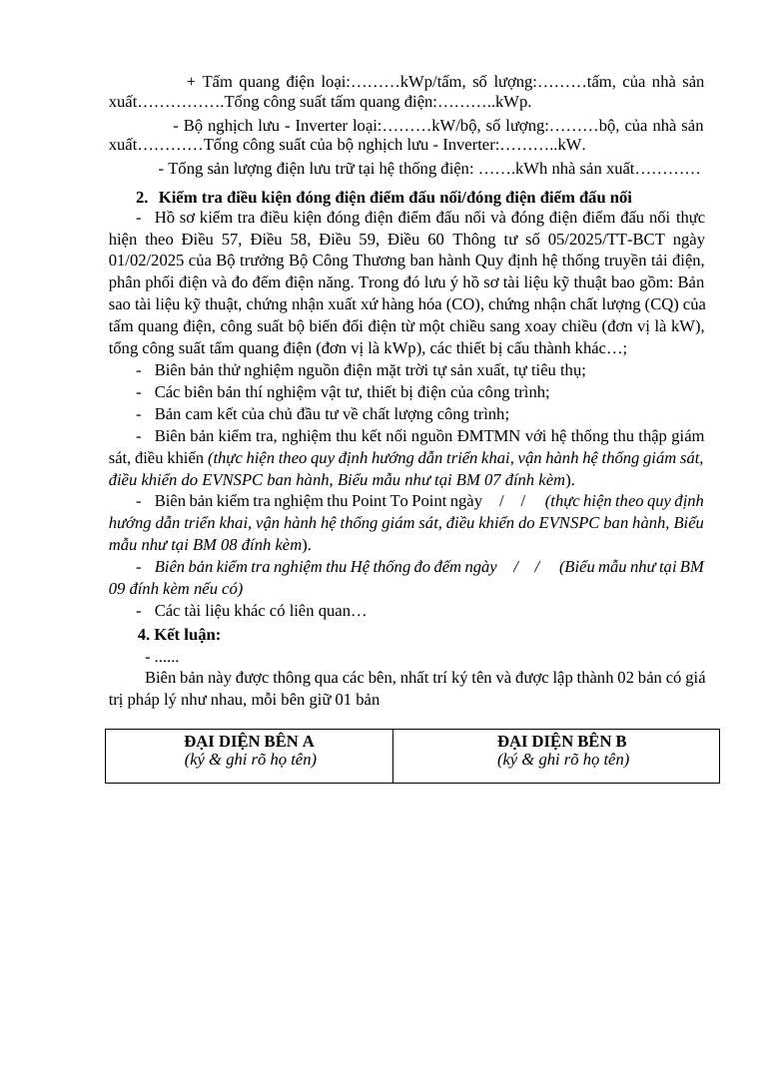 + Tấm quang điện loại:………kWp/tấm, số lượng:………tấm, của nhà sản
xuất…………….Tổng công suất tấm quang điện:………..kWp.
- Bộ nghịch lưu - Inverter loại:………kW/bộ, số lượng:………bộ, của nhà sản
xuất…………Tổng công suất của bộ nghịch lưu - Inverter:………..kW.
- Tổng sản lượng điện lưu trữ tại hệ thống điện: …….kWh nhà sản xuất…………
2. Kiểm tra điều kiện đóng điện điểm đấu nối/đóng điện điểm đấu nối
- Hồ sơ kiểm tra điều kiện đóng điện điểm đấu nối và đóng điện điểm đấu nối thực
hiện theo Điều 57, Điều 58, Điều 59, Điều 60 Thông tư số 05/2025/TT-BCT ngày
01/02/2025 của Bộ trưởng Bộ Công Thương ban hành Quy định hệ thống truyền tải điện,
phân phối điện và đo đếm điện năng. Trong đó lưu ý hồ sơ tài liệu kỹ thuật bao gồm: Bản
sao tài liệu kỹ thuật, chứng nhận xuất xứ hàng hóa (CO), chứng nhận chất lượng (CQ) của
tấm quang điện, công suất bộ biến đổi điện từ một chiều sang xoay chiều (đơn vị là kW),
tổng công suất tấm quang điện (đơn vị là kWp), các thiết bị cấu thành khác…;
- Biên bản thử nghiệm nguồn điện mặt trời tự sản xuất, tự tiêu thụ;
- Các biên bản thí nghiệm vật tư, thiết bị điện của công trình;
- Bản cam kết của chủ đầu tư về chất lượng công trình;
- Biên bản kiểm tra, nghiệm thu kết nối nguồn ĐMTMN với hệ thống thu thập giám
sát, điều khiển (thực hiện theo quy định hướng dẫn triển khai, vận hành hệ thống giám sát,
điều khiển do EVNSPC ban hành, Biểu mẫu như tại BM 07 đính kèm).
- Biên bản kiểm tra nghiệm thu Point To Point ngày / / (thực hiện theo quy định
hướng dẫn triển khai, vận hành hệ thống giám sát, điều khiển do EVNSPC ban hành, Biểu
mẫu như tại BM 08 đính kèm).
- Biên bản kiểm tra nghiệm thu Hệ thống đo đếm ngày / / (Biểu mẫu như tại BM
09 đính kèm nếu có)
- Các tài liệu khác có liên quan…
4. Kết luận:
- ......
Biên bản này được thông qua các bên, nhất trí ký tên và được lập thành 02 bản có giá
trị pháp lý như nhau, mỗi bên giữ 01 bản
ĐẠI DIỆN BÊN A
(ký & ghi rõ họ tên)
ĐẠI DIỆN BÊN B
(ký & ghi rõ họ tên)